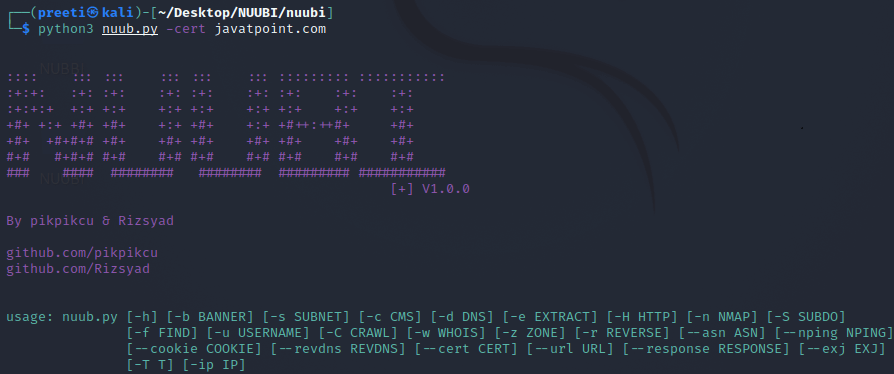 ┌──(preeti㉿kali)-[~/Desktop/NUUBI/nuubi]
└─$ python3 nuub.py -cert javatpoint.com
::::    ::: :::     ::: :::     ::: ::::::::: :::::::::::
:+:+:   :+: :+:     :+: :+:     :+: :+:    :+:    :+:
:+:+:+  +:+ +:+     +:+ +:+     +:+ +:+    +:+    +:+
+#+ +:+ +#+ +#+     +:+ +#+     +:+ +#++:++#+     +#+
+#+  +#+#+# +#+     +#+ +#+     +#+ +#+    +#+    +#+
#+#   #+#+# #+#     #+# #+#     #+# #+#    #+#    #+#
###    ####  ########   ########  ######### ###########
[+] V1.0.0
By pikpikcu & Rizsyad
github.com/pikpikcu
github.com/Rizsyad
usage: nuub.py [-h] [-b BANNER] [-s SUBNET] [-c CMS] [-d DNS] [-e EXTRACT] [-H HTTP] [-n NMAP] [-S SUBDO]
[-f FIND] [-u USERNAME] [-C CRAWL] [-w WHOIS] [-z ZONE] [-r REVERSE] [--asn ASN] [--nping NPING]
[--cookie COOKIE] [--revdns REVDNS] [--cert CERT] [--url URL] [--response RESPONSE] [--exj EXJ]
[-T T] [-ip IP]